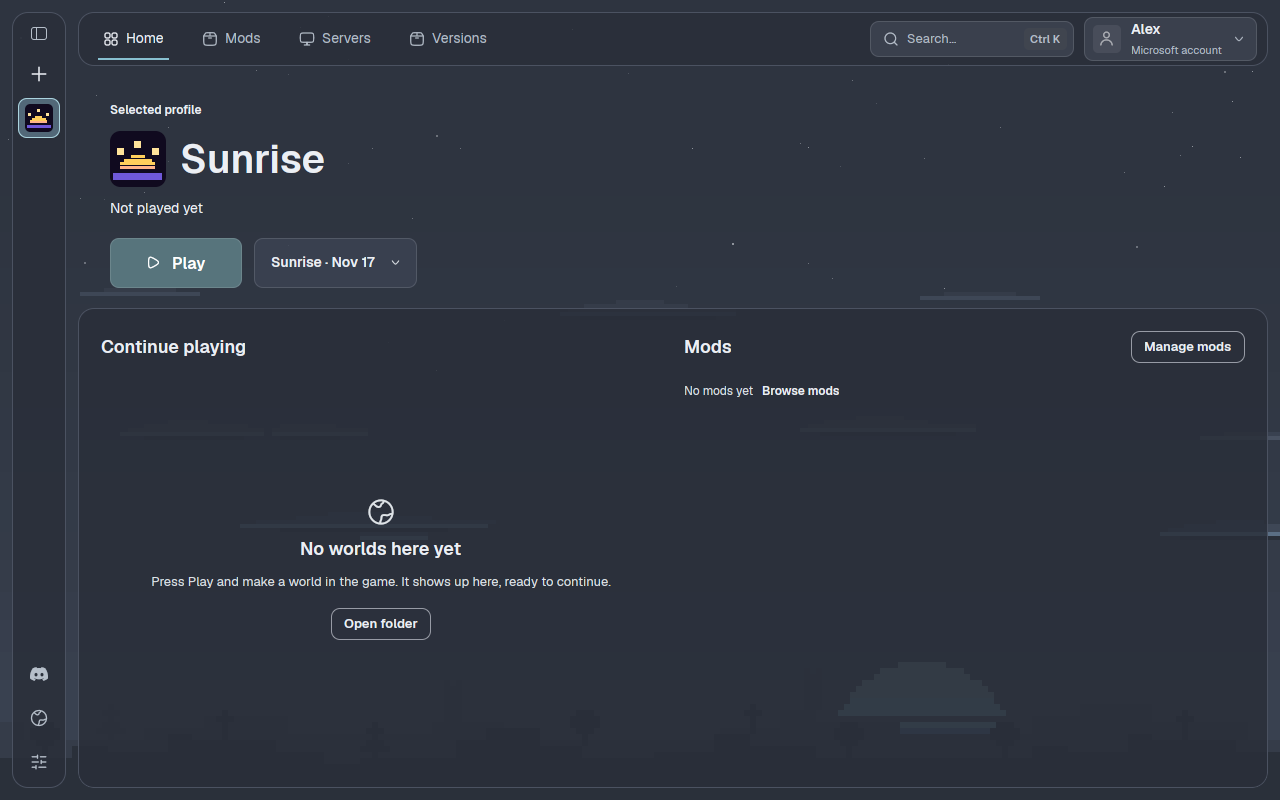 Home
Mods
Servers
Versions
Search...
Ctrl K
Alex
Microsoft account
Selected profile
Sunrise
Not played yet
Play
Sunrise · Nov 17
Continue playing
Mods
Manage mods
No mods yet Browse mods
No worlds here yet
Press Play and make a world in the game. It shows up here, ready to continue.
Open folder